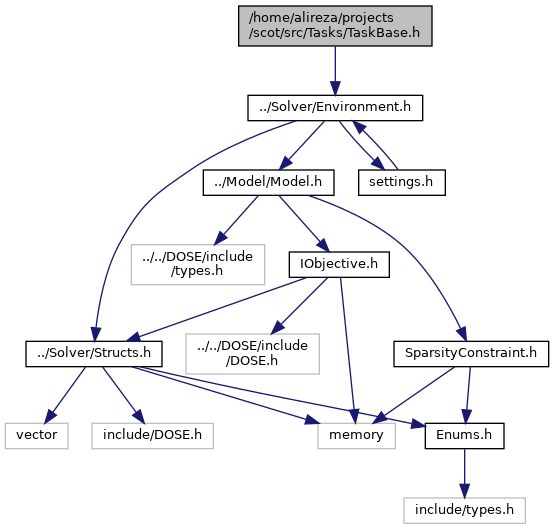 /home/alireza/projects
/scot/src/Tasks/TaskBase.h
../Solver/Environment.h
../Model/Model.h
settings.h
../../DOSE/include
/types.h
IObjective.h
../Solver/Structs.h
../../DOSE/include
/DOSE.h
SparsityConstraint.h
vector
include/DOSE.h
memory
Enums.h
include/types.h